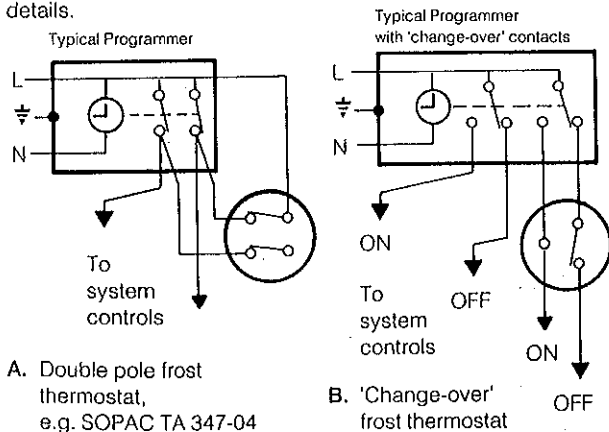 details.
Typical Programmer
L
N
To
system
controls
A. Double pole frost
thermostat,
e.g. SOPAC TA 347-04
Typical Programmer
with 'change-over' contacts
L
N
ON
To
system
controls
OFF
ON
OFF
B. 'Change-over'
frost thermostat